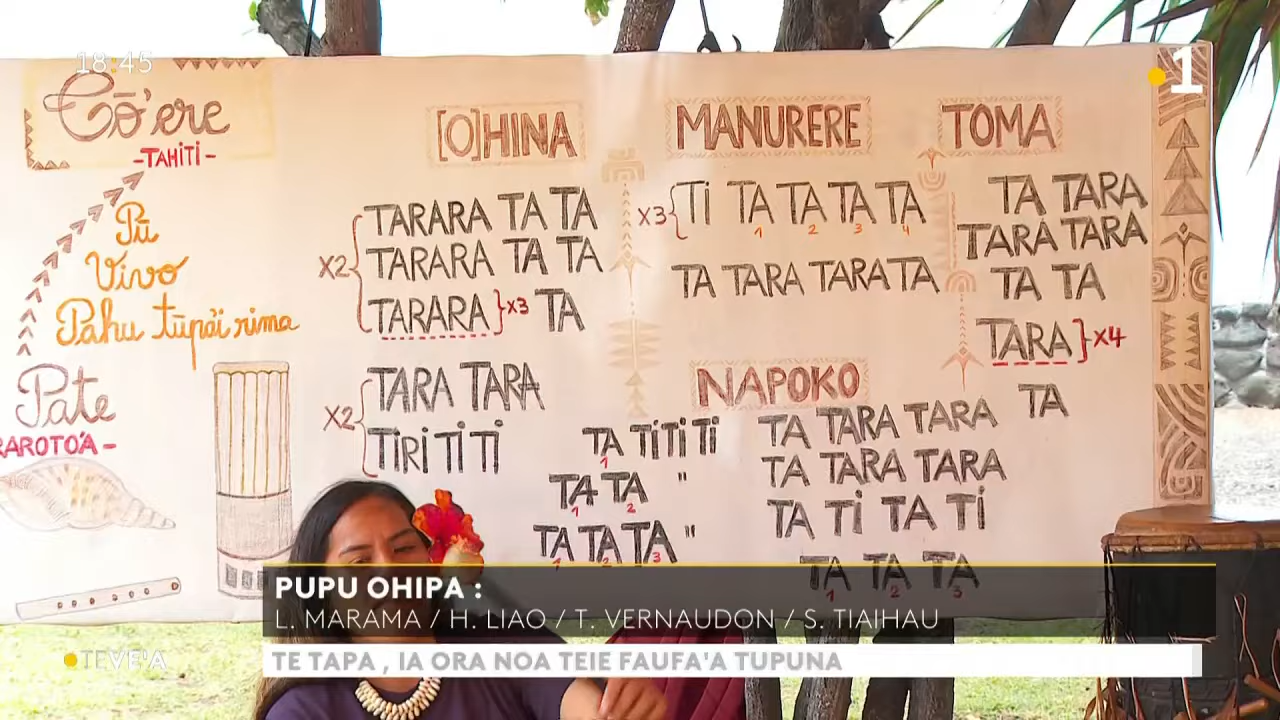 18:45
1
Tō'ere
-TAHITI-
Pū
Vivo
Pahu tūpa'i rima
Pate
RAROTO'A -
[O]HINA
X2 { TARARA TA TA
TARARA TA TA
TARARA } X3 TA
X2 { TARA TARA
TIRI TI TI
MANURERE
X3 { TI TA TA TA TA
1 2 3 4
TA TARA TARA TA
TOMA
TA TARA
TARA TARA
TA TA
TARA } X4
TA
NAPOKO
TA TITITI
1
TA TA "
1 2
TA TA TA "
1 2 3
TA TARA TARA
TA TARA TARA
TA TI TA TI
TA TA TA
1 2 3
PUPU OHIPA :
L. MARAMA / H. LIAO / T. VERNAUDON / S. TIAIHAU
TEVE'A
TE TAPA , IA ORA NOA TEIE FAUFA'A TUPUNA